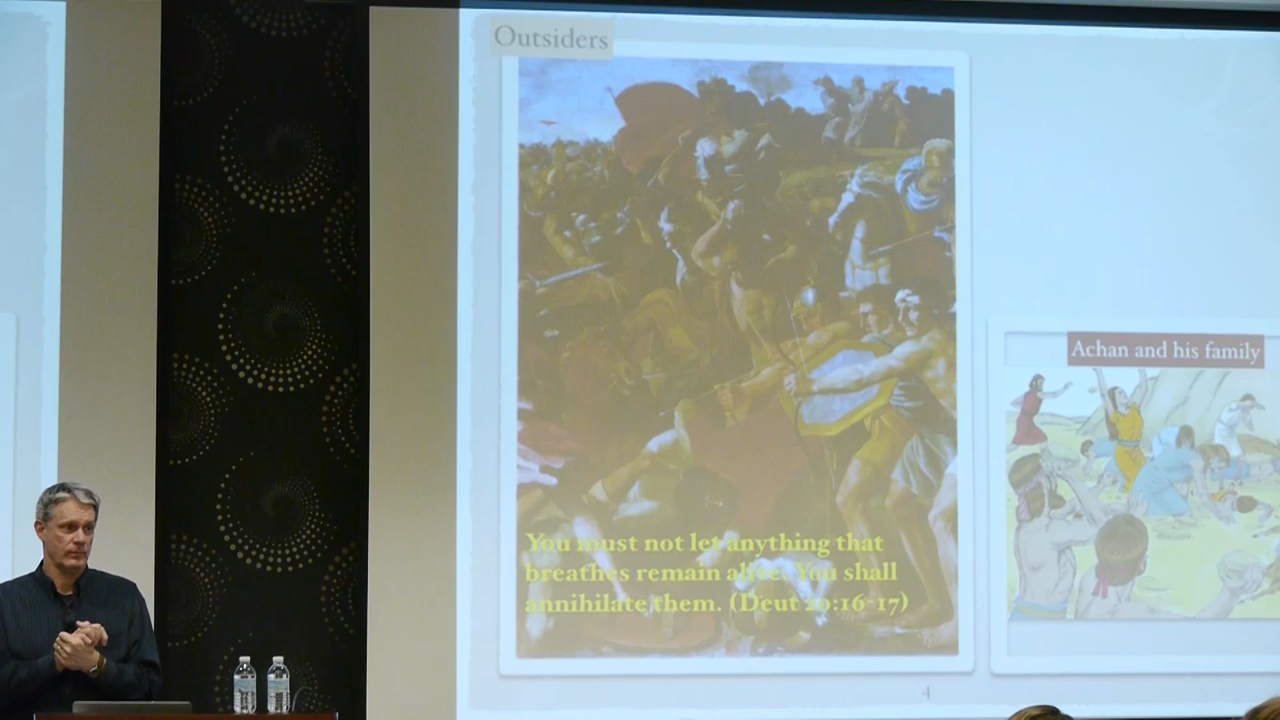 Outsiders
Achan and his family
You must not let anything that
breathes remain alive. You shall
annihilate them. (Deut 20:16-17)
4